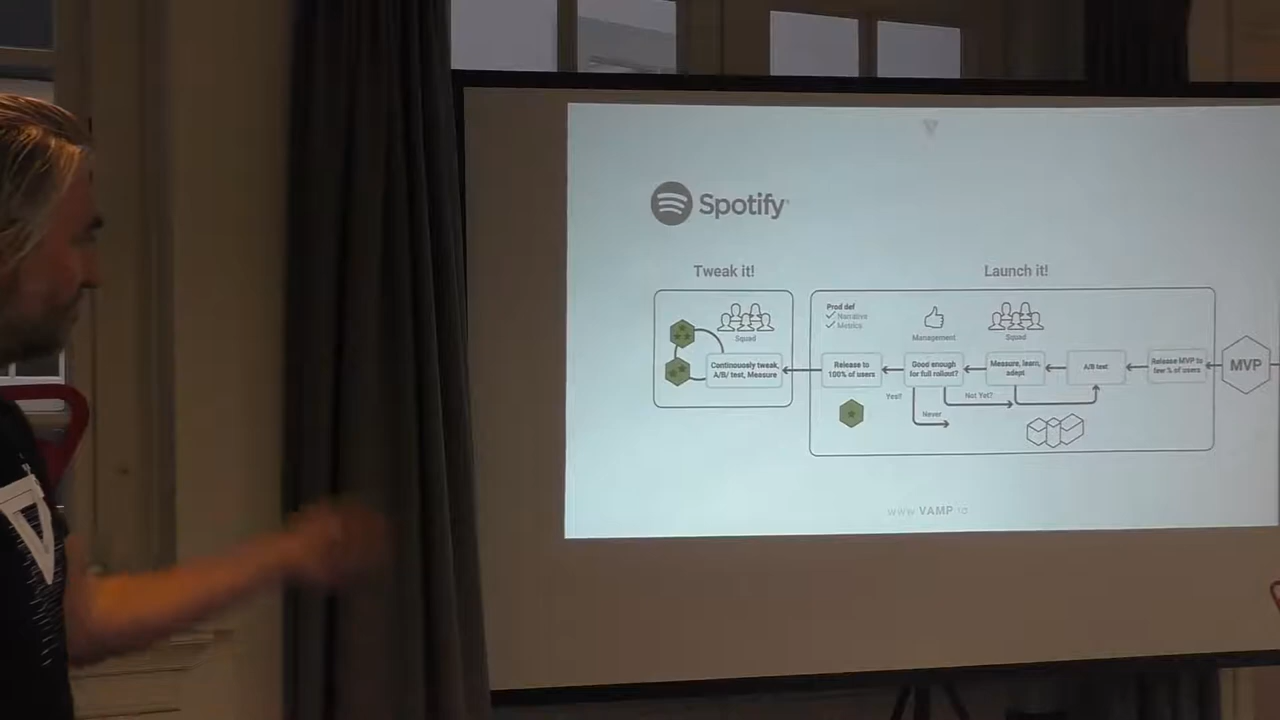 Spotify
Tweak it!
Launch it!
Prod def
Narrative
Metrics
Management
Squad
Squad
Continously tweak,
A/B/ test, Measure
Release to
100% of users
Good enough
for full rollout?
Measure, learn,
adapt
A/B test
Release MVP to
few % of users
MVP
Yes!!
Not Yet?
Never
www.VAMP.io